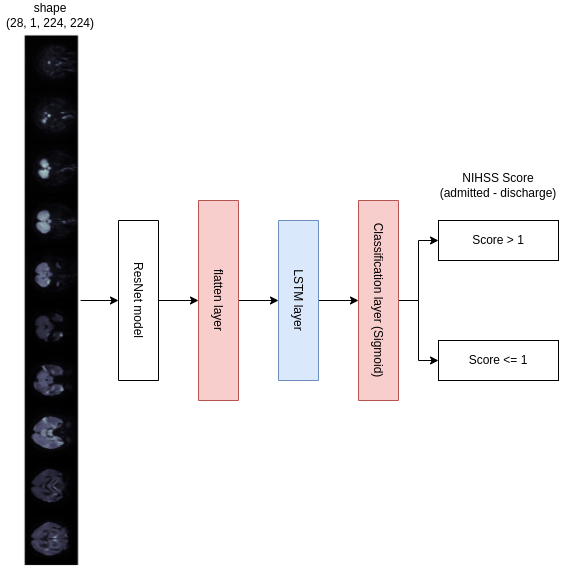 shape
(28, 1, 224, 224)
ResNet model
flatten layer
LSTM layer
Classification layer (Sigmoid)
NIHSS Score
(admitted - discharge)
Score > 1
Score <= 1